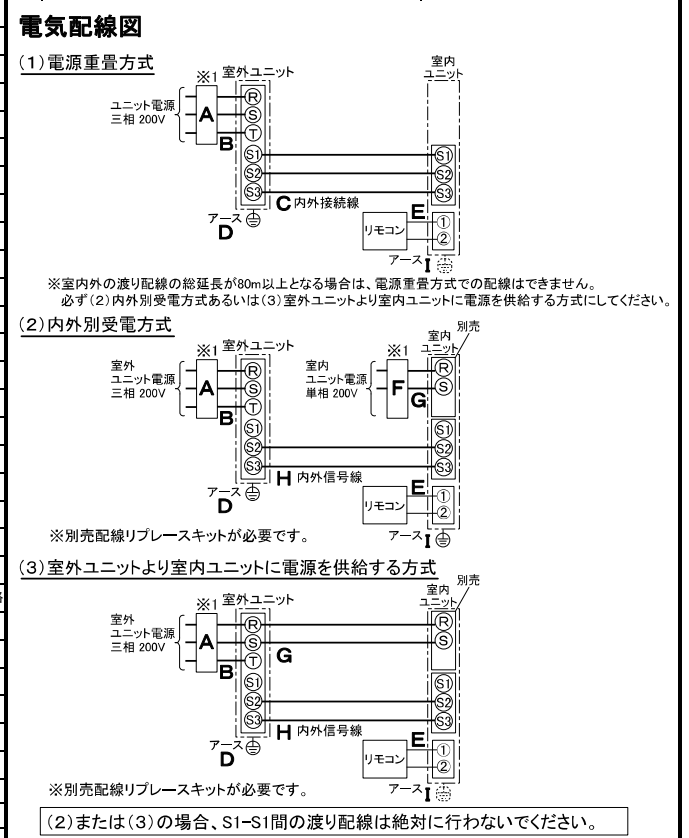 電気配線図
(1)電源重畳方式
※1 室外ユニット
室内
ユニット
ユニット電源
三相 200V
A
B
R
S
T
S1
S2
S3
S1
S2
S3
C 内外接続線
アース
D
E
リモコン
①
②
アース I
※室内外の渡り配線の総延長が80m以上となる場合は、電源重畳方式での配線はできません。
必ず(2)内外別受電方式あるいは(3)室外ユニットより室内ユニットに電源を供給する方式にしてください。
(2)内外別受電方式
※1 室外ユニット
※1
室内
ユニット
別売
室外
ユニット電源
三相 200V
A
B
R
S
T
S1
S2
S3
室内
ユニット電源
単相 200V
F
G
R
S
S1
S2
S3
H 内外信号線
アース
D
E
リモコン
①
②
アース I
※別売配線リプレースキットが必要です。
(3)室外ユニットより室内ユニットに電源を供給する方式
※1 室外ユニット
室内
ユニット
別売
室外
ユニット電源
三相 200V
A
B
R
S
T
S1
S2
S3
G
R
S
S1
S2
S3
H 内外信号線
アース
D
E
リモコン
①
②
アース I
※別売配線リプレースキットが必要です。
(2)または(3)の場合、S1-S1間の渡り配線は絶対に行わないでください。